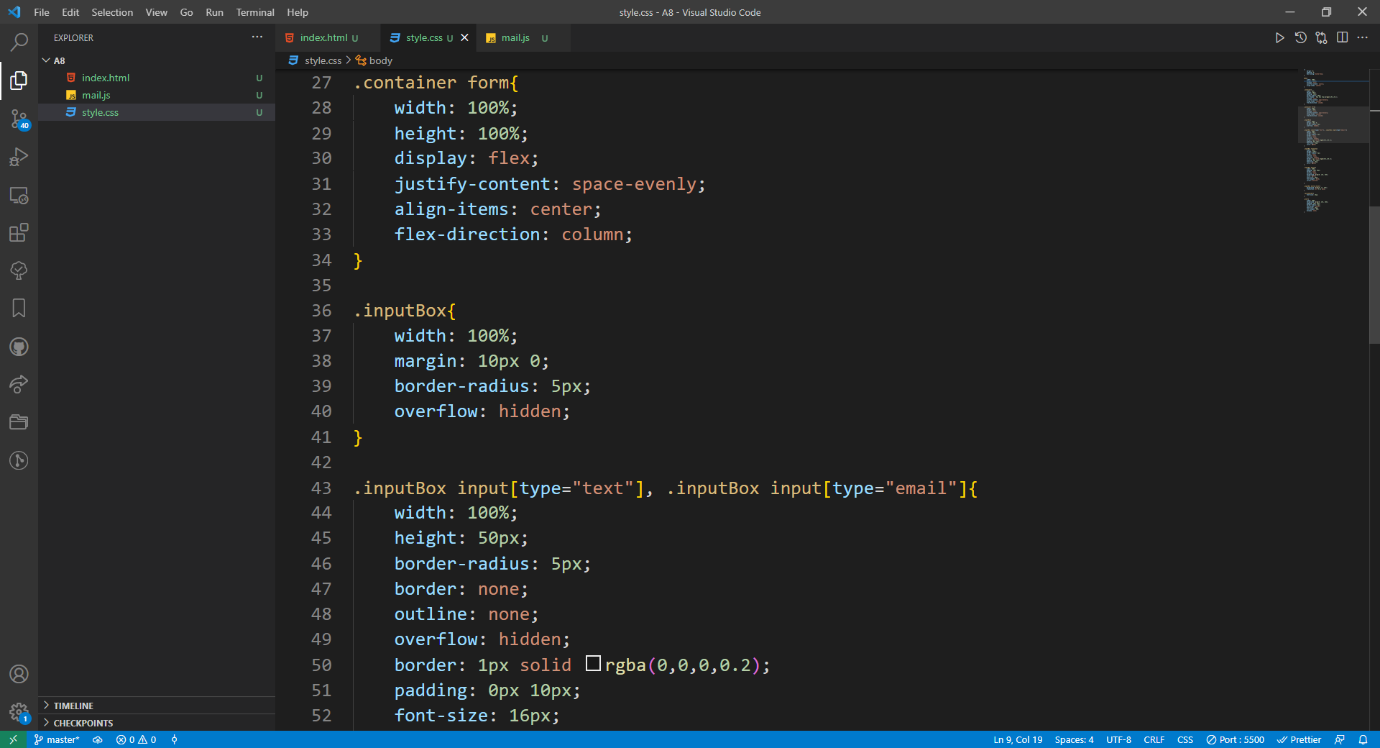 File Edit Selection View Go Run Terminal Help
style.css - A8 - Visual Studio Code
EXPLORER
index.html U
style.css U
mail.js U
A8
index.html U
mail.js U
style.css U
style.css > body
27 .container form{
28 width: 100%;
29 height: 100%;
30 display: flex;
31 justify-content: space-evenly;
32 align-items: center;
33 flex-direction: column;
34 }
35
36 .inputBox{
37 width: 100%;
38 margin: 10px 0;
39 border-radius: 5px;
40 overflow: hidden;
41 }
42
43 .inputBox input[type="text"], .inputBox input[type="email"]{
44 width: 100%;
45 height: 50px;
46 border-radius: 5px;
47 border: none;
48 outline: none;
49 overflow: hidden;
50 border: 1px solid rgba(0,0,0,0.2);
51 padding: 0px 10px;
52 font-size: 16px;
40
1
TIMELINE
CHECKPOINTS
master*
0 0
Ln 9, Col 19
Spaces: 4
UTF-8
CRLF
CSS
Port : 5500
Prettier